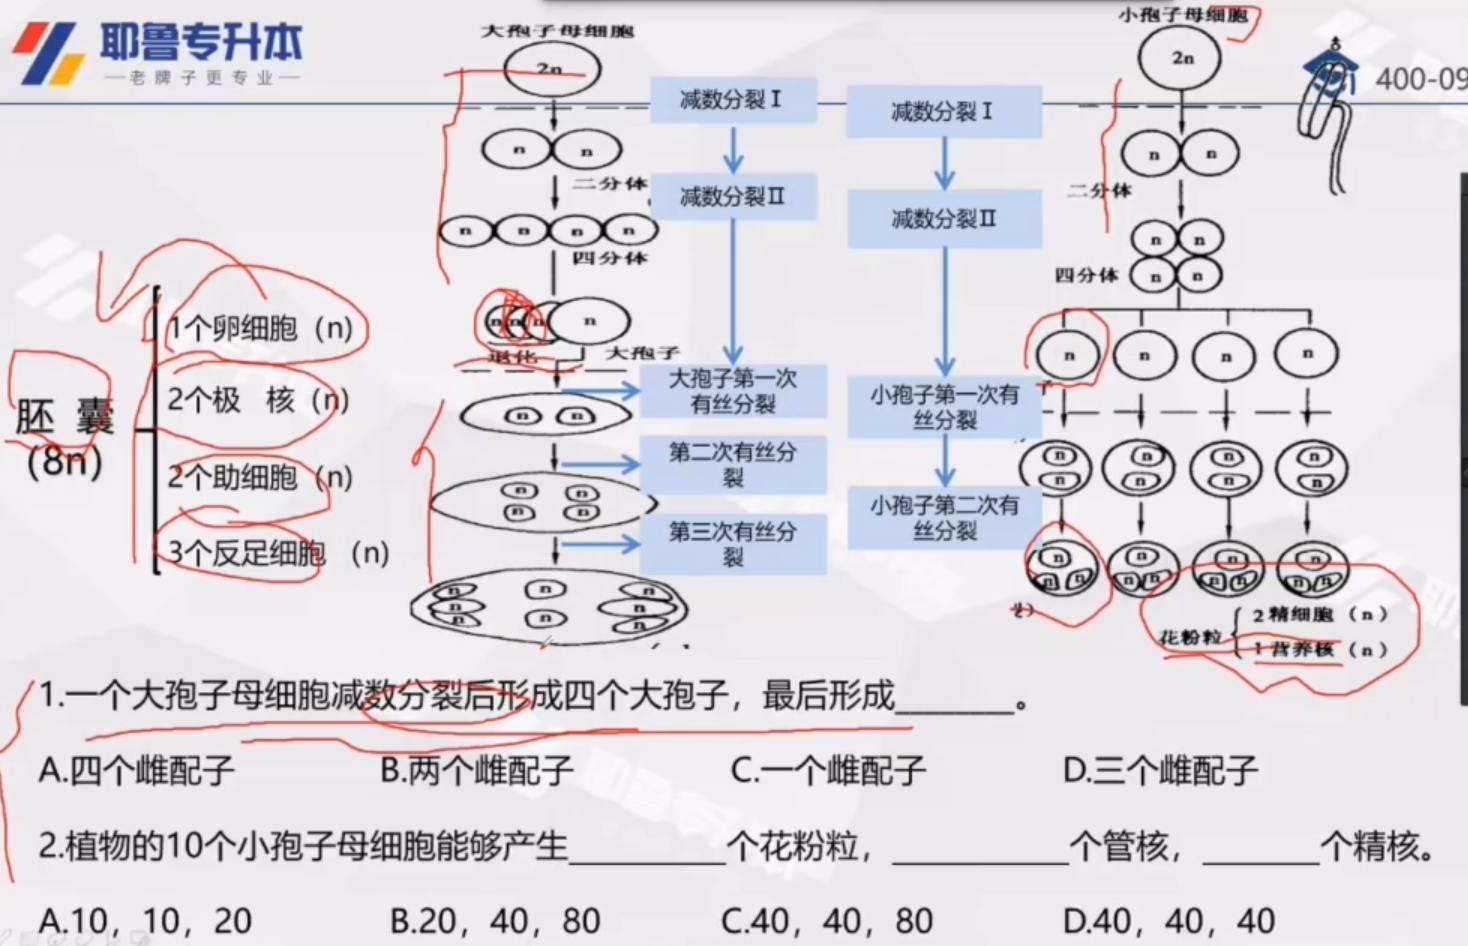 耶鲁专升本
老牌子更专业
400-09
大孢子母细胞
2n
n n
二分体
n n n n
四分体
n n n n
退化 大孢子
n n
n n
n n
n n n
n n n
n n
减数分裂Ⅰ
减数分裂Ⅱ
大孢子第一次
有丝分裂
第二次有丝分
裂
第三次有丝分
裂
减数分裂Ⅰ
减数分裂Ⅱ
小孢子第一次有
丝分裂
小孢子第二次有
丝分裂
小孢子母细胞
2n
n n
二分体
n n
n n
四分体
n n n n
n n n n
n n n n
n n n n
n n n n n n n n
花粉粒
2精细胞（n）
1营养核（n）
胚 囊
(8n)
1个卵细胞（n）
2个极 核（n）
2个助细胞（n）
3个反足细胞 （n）
1.一个大孢子母细胞减数分裂后形成四个大孢子，最后形成_______。
A.四个雌配子 B.两个雌配子 C.一个雌配子 D.三个雌配子
2.植物的10个小孢子母细胞能够产生_________个花粉粒，__________个管核，_______个精核。
A.10，10，20 B.20，40，80 C.40，40，80 D.40，40，40